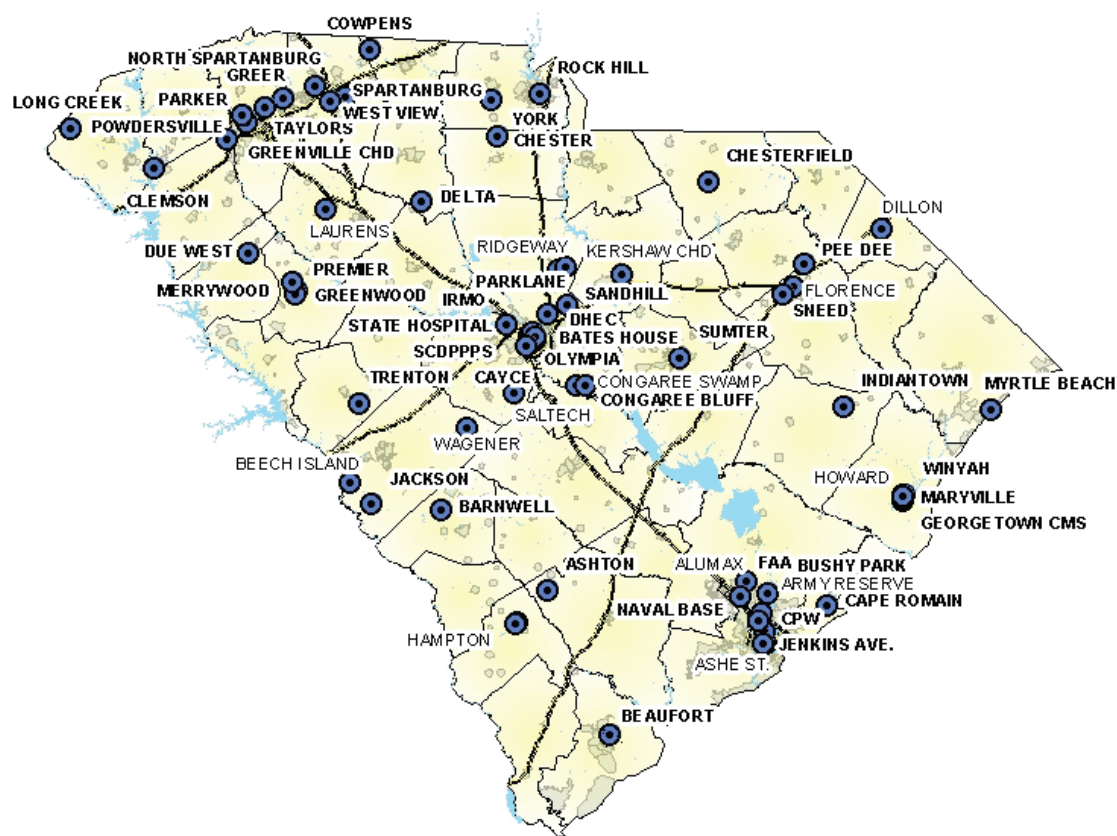 COWPENS
NORTH SPARTANBURG
GREER
ROCK HILL
LONG CREEK
PARKER
SPARTANBURG
WEST VIEW
YORK
POWDERSVILLE
TAYLORS
CHESTER
GREENVILLE CHD
CHESTERFIELD
CLEMSON
DELTA
LAURENS
DILLON
DUE WEST
RIDGEWAY
KERSHAW CHD
PEE DEE
PREMIER
PARKLANE
MERRYWOOD
GREENWOOD
IRMO
SANDHILL
FLORENCE
SNEED
STATE HOSPITAL
DHEC
SUMTER
BATES HOUSE
SCDPPPS
OLYMPIA
TRENTON
CAYCE
CONGAREE SWAMP
INDIANTOWN
MYRTLE BEACH
CONGAREE BLUFF
SALTECH
WAGENER
BEECH ISLAND
JACKSON
HOWARD
WINYAH
MARYVILLE
BARNWELL
GEORGETOWN CMS
ASHTON
ALUMAX
FAA
BUSHY PARK
ARMY RESERVE
NAVAL BASE
CAPE ROMAIN
CPW
HAMPTON
JENKINS AVE.
ASHE ST.
BEAUFORT